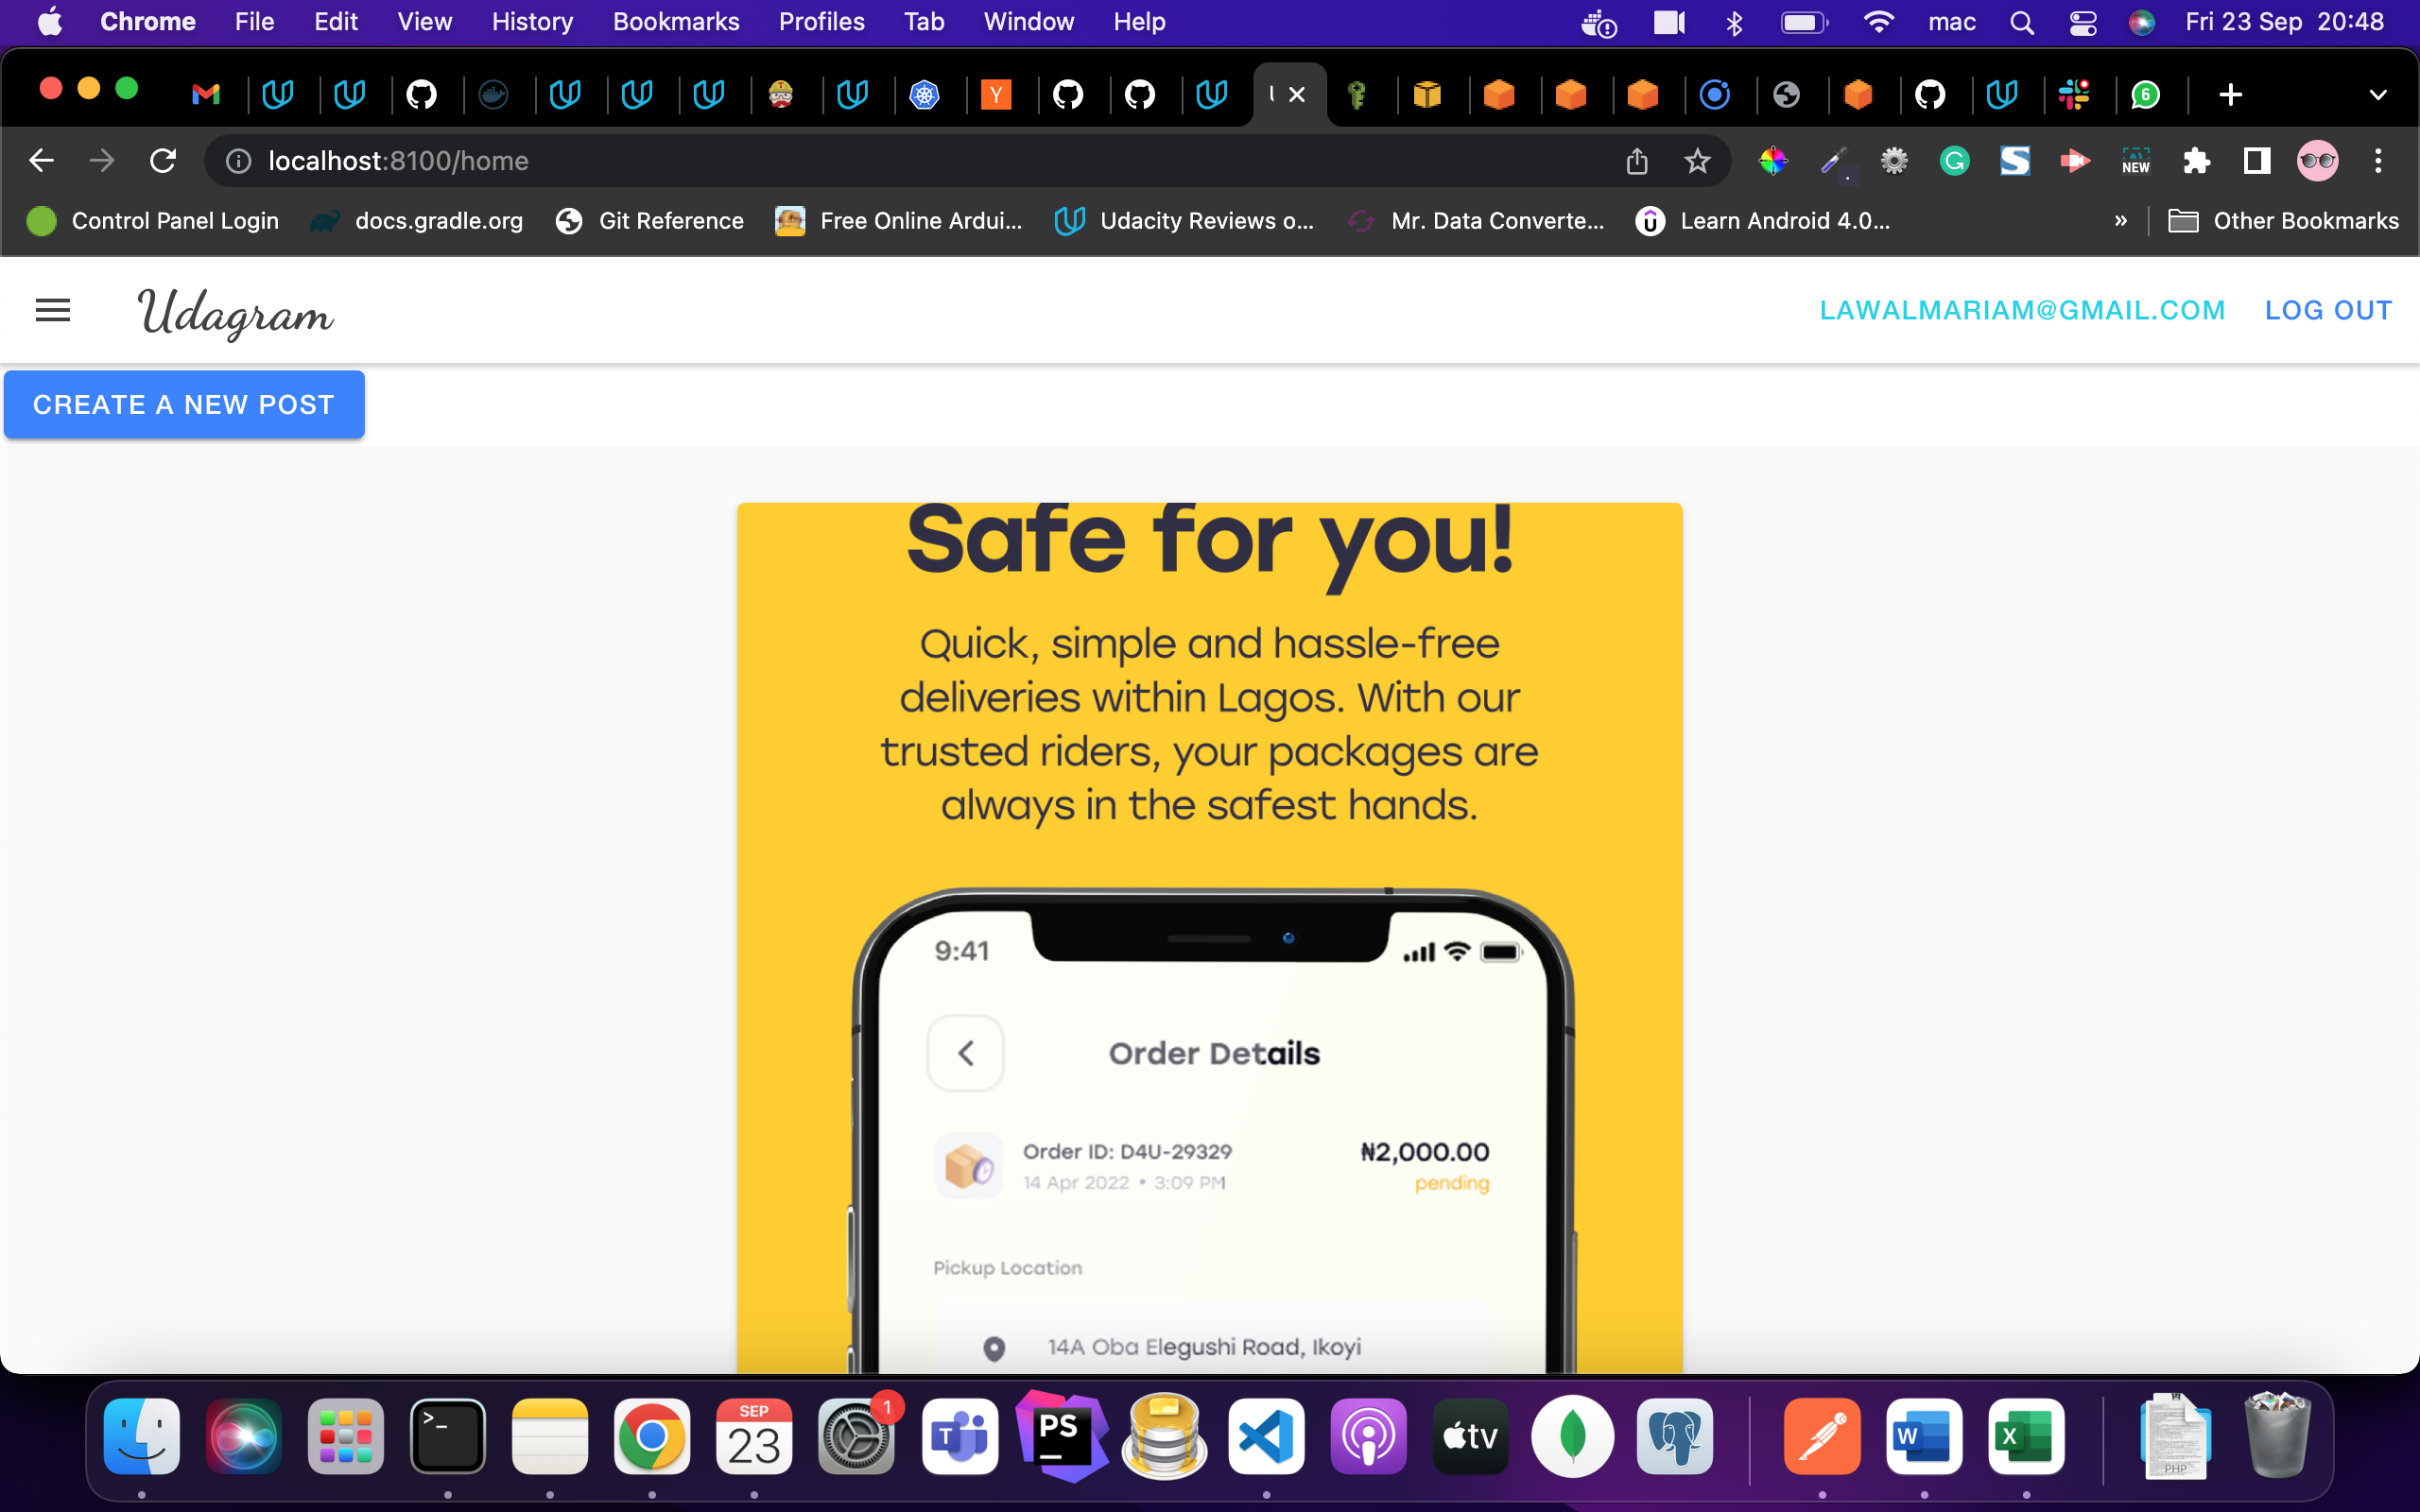 Chrome File Edit View History Bookmarks Profiles Tab Window Help mac Fri 23 Sep 20:48
localhost:8100/home
NEW
Control Panel Login docs.gradle.org Git Reference Free Online Ardui... Udacity Reviews o... Mr. Data Converte... Learn Android 4.0... » Other Bookmarks
Udagram LAWALMARIAM@GMAIL.COM LOG OUT
CREATE A NEW POST
Safe for you!
Quick, simple and hassle-free
deliveries within Lagos. With our
trusted riders, your packages are
always in the safest hands.
9:41
Order Details
Order ID: D4U-29329 ₦2,000.00
14 Apr 2022 • 3:09 PM pending
Pickup Location
14A Oba Elegushi Road, Ikoyi
SEP
23
1
T
PS
tv
W
X
PHP